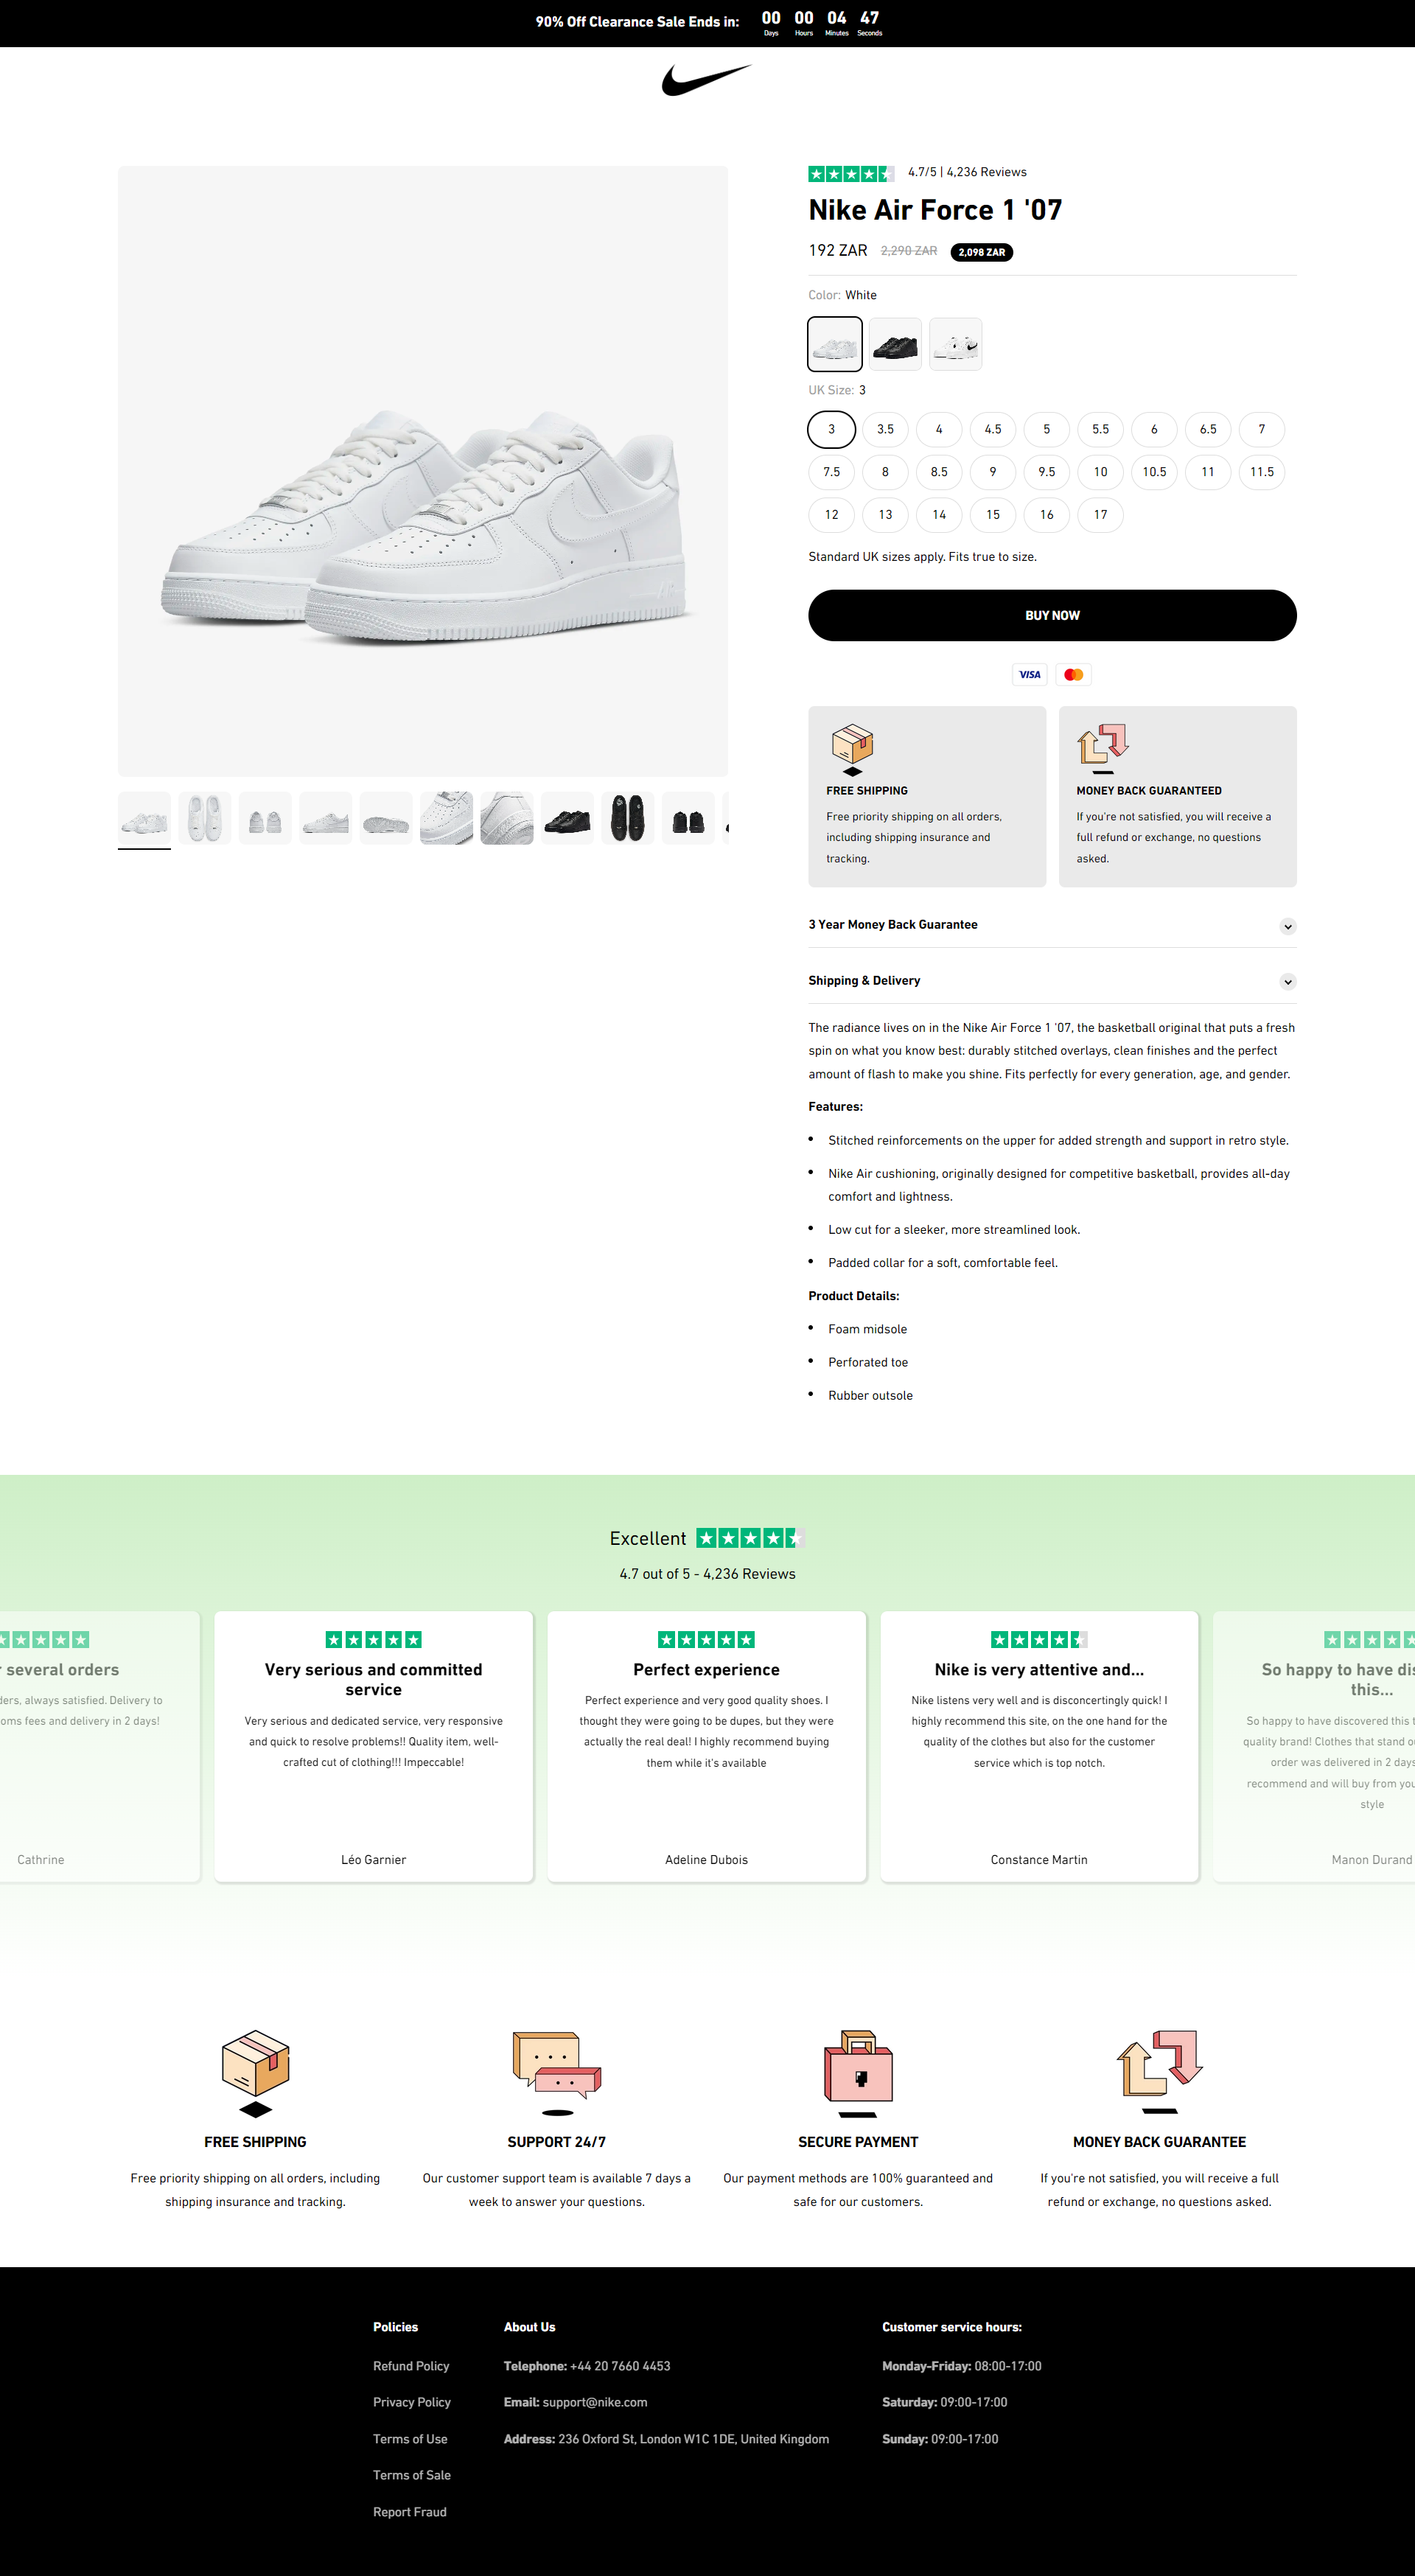 90% Off Clearance Sale Ends in:
00 00 04 47
Days Hours Minutes Seconds
4.7/5 | 4,236 Reviews
Nike Air Force 1 '07
192 ZAR 2,290 ZAR 2,098 ZAR
Color: White
UK Size: 3
3 3.5 4 4.5 5 5.5 6 6.5 7
7.5 8 8.5 9 9.5 10 10.5 11 11.5
12 13 14 15 16 17
Standard UK sizes apply. Fits true to size.
BUY NOW
VISA
FREE SHIPPING
Free priority shipping on all orders,
including shipping insurance and
tracking.
MONEY BACK GUARANTEED
If you're not satisfied, you will receive a
full refund or exchange, no questions
asked.
3 Year Money Back Guarantee
Shipping & Delivery
The radiance lives on in the Nike Air Force 1 '07, the basketball original that puts a fresh
spin on what you know best: durably stitched overlays, clean finishes and the perfect
amount of flash to make you shine. Fits perfectly for every generation, age, and gender.
Features:
Stitched reinforcements on the upper for added strength and support in retro style.
Nike Air cushioning, originally designed for competitive basketball, provides all-day
comfort and lightness.
Low cut for a sleeker, more streamlined look.
Padded collar for a soft, comfortable feel.
Product Details:
Foam midsole
Perforated toe
Rubber outsole
Excellent
4.7 out of 5 - 4,236 Reviews
several orders
ders, always satisfied. Delivery to
oms fees and delivery in 2 days!
Cathrine
Very serious and committed
service
Very serious and dedicated service, very responsive
and quick to resolve problems!! Quality item, well-
crafted cut of clothing!!! Impeccable!
Léo Garnier
Perfect experience
Perfect experience and very good quality shoes. I
thought they were going to be dupes, but they were
actually the real deal! I highly recommend buying
them while it's available
Adeline Dubois
Nike is very attentive and...
Nike listens very well and is disconcertingly quick! I
highly recommend this site, on the one hand for the
quality of the clothes but also for the customer
service which is top notch.
Constance Martin
So happy to have dis
this...
So happy to have discovered this t
quality brand! Clothes that stand o
order was delivered in 2 days
recommend and will buy from you
style
Manon Durand
FREE SHIPPING
Free priority shipping on all orders, including
shipping insurance and tracking.
SUPPORT 24/7
Our customer support team is available 7 days a
week to answer your questions.
SECURE PAYMENT
Our payment methods are 100% guaranteed and
safe for our customers.
MONEY BACK GUARANTEE
If you're not satisfied, you will receive a full
refund or exchange, no questions asked.
Policies
Refund Policy
Privacy Policy
Terms of Use
Terms of Sale
Report Fraud
About Us
Telephone: +44 20 7660 4453
Email: support@nike.com
Address: 236 Oxford St, London W1C 1DE, United Kingdom
Customer service hours:
Monday-Friday: 08:00-17:00
Saturday: 09:00-17:00
Sunday: 09:00-17:00